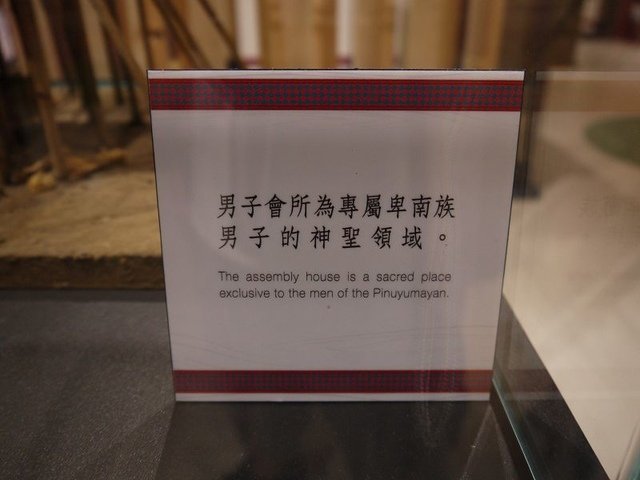 男子會所為專屬卑南族
男子的神聖領域。
The assembly house is a sacred place
exclusive to the men of the Pinuyumayan.